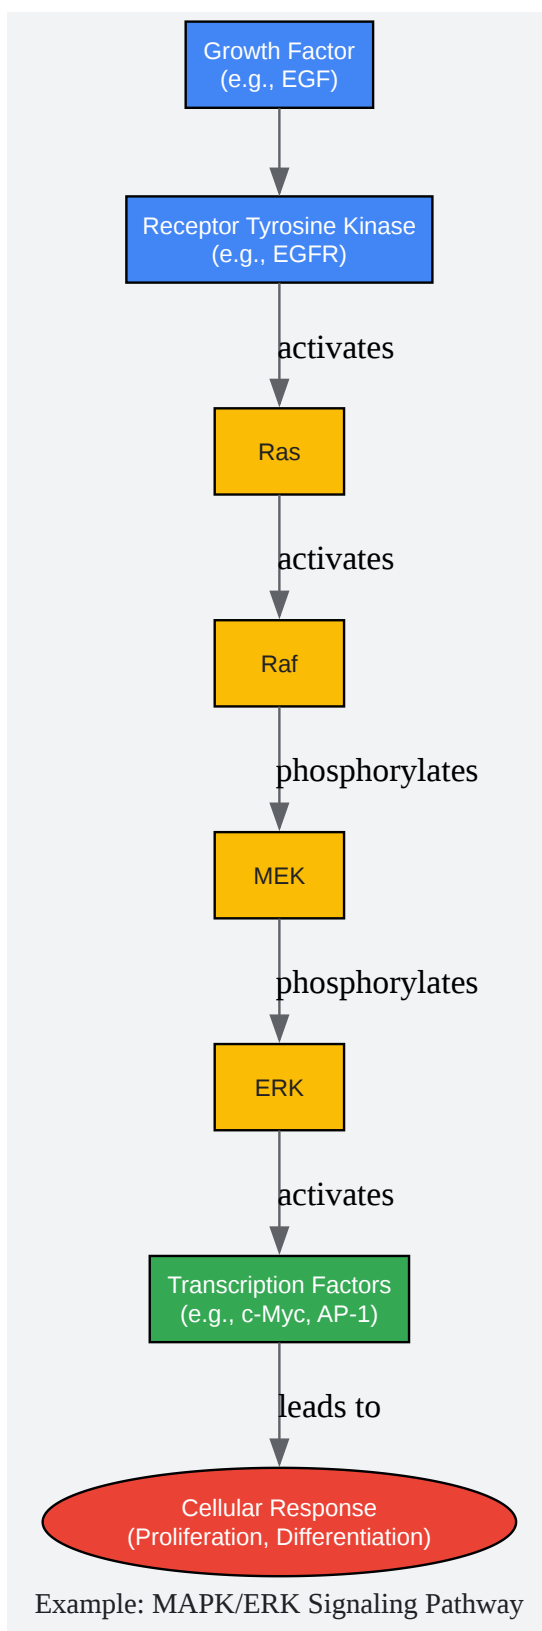 Growth Factor
(e.g., EGF)
Receptor Tyrosine Kinase
(e.g., EGFR)
activates
Ras
activates
Raf
phosphorylates
MEK
phosphorylates
ERK
activates
Transcription Factors
(e.g., c-Myc, AP-1)
leads to
Cellular Response
(Proliferation, Differentiation)
Example: MAPK/ERK Signaling Pathway